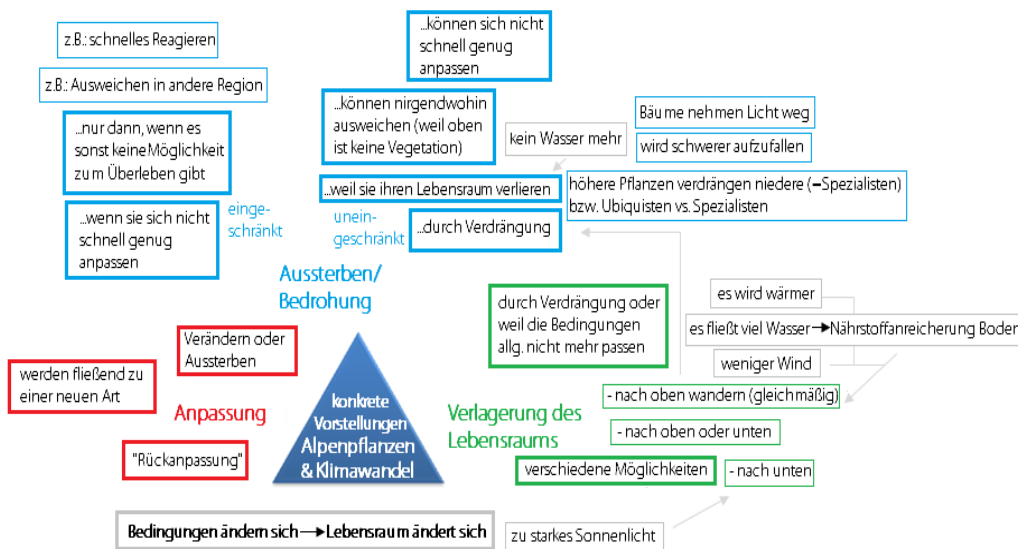 z.B.: schnelles Reagieren
z.B.: Ausweichen in andere Region
...nur dann, wenn es
sonst keine Möglichkeit
zum Überleben gibt
...wenn sie sich nicht
schnell genug
anpassen
einge-
schränkt
...können sich nicht
schnell genug
anpassen
...können nirgendwohin
ausweichen (weil oben
ist keine Vegetation)
...weil sie ihren Lebensraum verlieren
unein-
geschränkt
...durch Verdrängung
kein Wasser mehr
Bäume nehmen Licht weg
wird schwerer aufzufallen
höhere Pflanzen verdrängen niedere (–Spezialisten)
bzw. Ubiquisten vs. Spezialisten
Aussterben/
Bedrohung
durch Verdrängung oder
weil die Bedingungen
allg. nicht mehr passen
es wird wärmer
es fließt viel Wasser → Nährstoffanreicherung Boden
weniger Wind
Verändern oder
Aussterben
werden fließend zu
einer neuen Art
Anpassung
"Rückanpassung"
konkrete
Vorstellungen
Alpenpflanzen
& Klimawandel
Verlagerung des
Lebensraums
- nach oben wandern (gleichmäßig)
- nach oben oder unten
verschiedene Möglichkeiten
- nach unten
Bedingungen ändern sich → Lebensraum ändert sich
zu starkes Sonnenlicht